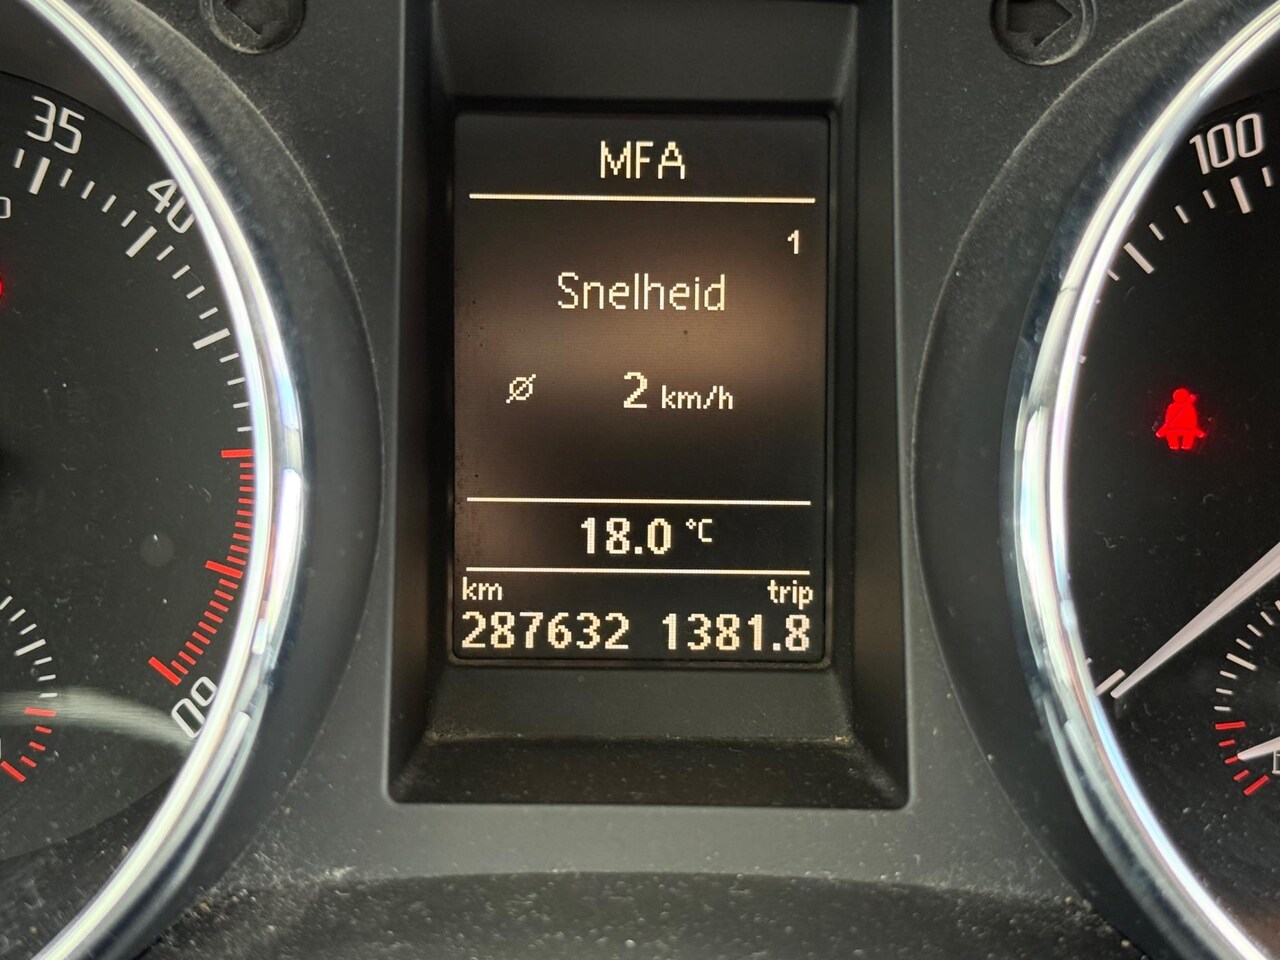 35
40
100
MFA
1
Snelheid
Ø 2 km/h
18.0 °C
km trip
287632 1381.8